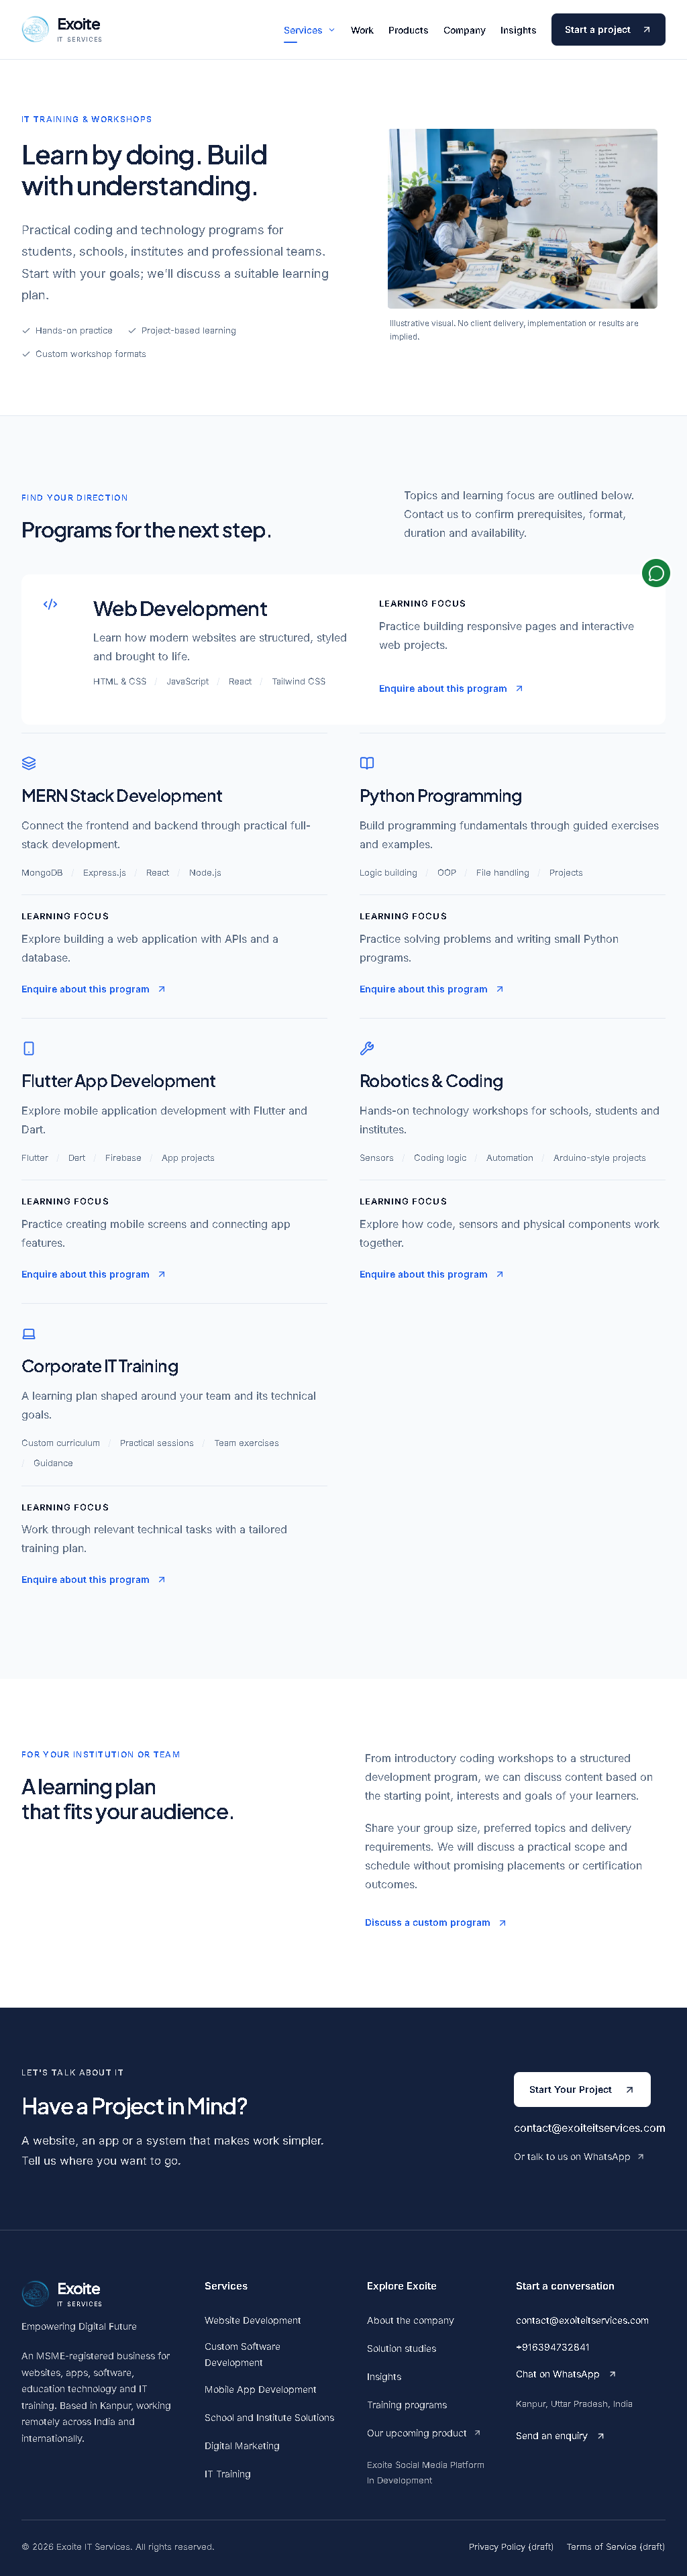 Exoite
IT SERVICES
Services
Work
Products
Company
Insights
Start a project
IT TRAINING & WORKSHOPS
Learn by doing. Build
with understanding.
Practical coding and technology programs for
students, schools, institutes and professional teams.
Start with your goals; we'll discuss a suitable learning
plan.
Hands-on practice
Project-based learning
Custom workshop formats
Illustrative visual. No client delivery, implementation or results are
implied.
FIND YOUR DIRECTION
Programs for the next step.
Topics and learning focus are outlined below.
Contact us to confirm prerequisites, format,
duration and availability.
Web Development
Learn how modern websites are structured, styled
and brought to life.
HTML & CSS / JavaScript / React / Tailwind CSS
LEARNING FOCUS
Practice building responsive pages and interactive
web projects.
Enquire about this program
MERN Stack Development
Connect the frontend and backend through practical full-
stack development.
MongoDB / Express.js / React / Node.js
LEARNING FOCUS
Explore building a web application with APIs and a
database.
Enquire about this program
Python Programming
Build programming fundamentals through guided exercises
and examples.
Logic building / OOP / File handling / Projects
LEARNING FOCUS
Practice solving problems and writing small Python
programs.
Enquire about this program
Flutter App Development
Explore mobile application development with Flutter and
Dart.
Flutter / Dart / Firebase / App projects
LEARNING FOCUS
Practice creating mobile screens and connecting app
features.
Enquire about this program
Robotics & Coding
Hands-on technology workshops for schools, students and
institutes.
Sensors / Coding logic / Automation / Arduino-style projects
LEARNING FOCUS
Explore how code, sensors and physical components work
together.
Enquire about this program
Corporate IT Training
A learning plan shaped around your team and its technical
goals.
Custom curriculum / Practical sessions / Team exercises
/ Guidance
LEARNING FOCUS
Work through relevant technical tasks with a tailored
training plan.
Enquire about this program
FOR YOUR INSTITUTION OR TEAM
A learning plan
that fits your audience.
From introductory coding workshops to a structured
development program, we can discuss content based on
the starting point, interests and goals of your learners.
Share your group size, preferred topics and delivery
requirements. We will discuss a practical scope and
schedule without promising placements or certification
outcomes.
Discuss a custom program
LET'S TALK ABOUT IT
Have a Project in Mind?
A website, an app or a system that makes work simpler.
Tell us where you want to go.
Start Your Project
contact@exoiteitservices.com
Or talk to us on WhatsApp
Exoite
IT SERVICES
Empowering Digital Future
An MSME-registered business for
websites, apps, software,
education technology and IT
training. Based in Kanpur, working
remotely across India and
internationally.
Services
Website Development
Custom Software
Development
Mobile App Development
School and Institute Solutions
Digital Marketing
IT Training
Explore Exoite
About the company
Solution studies
Insights
Training programs
Our upcoming product
Exoite Social Media Platform
In Development
Start a conversation
contact@exoiteitservices.com
+916394732841
Chat on WhatsApp
Kanpur, Uttar Pradesh, India
Send an enquiry
© 2026 Exoite IT Services. All rights reserved.
Privacy Policy (draft)
Terms of Service (draft)